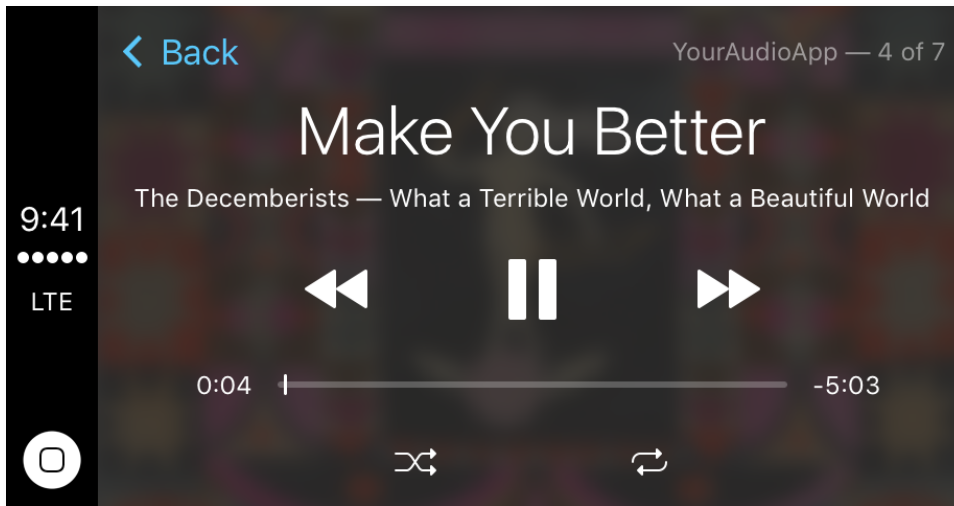 Back
YourAudioApp — 4 of 7
Make You Better
The Decemberists — What a Terrible World, What a Beautiful World
9:41
LTE
0:04
-5:03